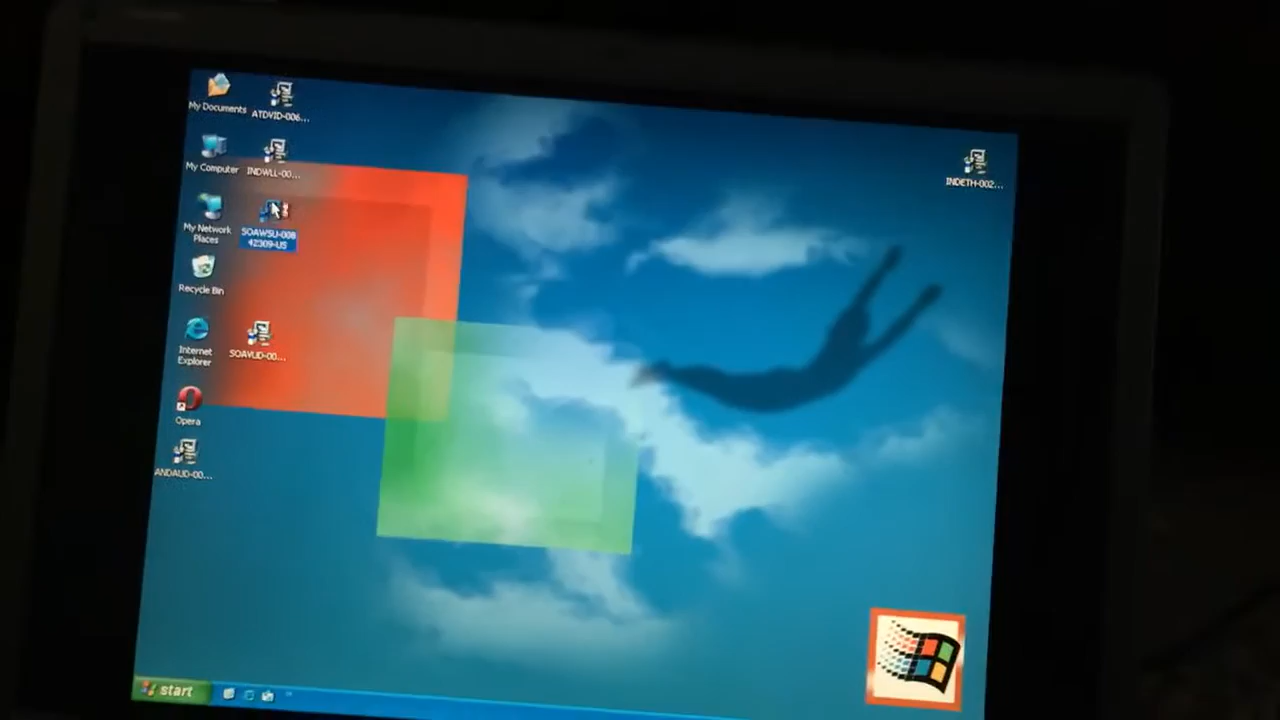 My Documents
ATDVID-006...
My Computer
INDWLL-00...
INDETH-002...
My Network
Places
SOAWSU-008
42309-US
Recycle Bin
Internet
Explorer
SOAVUD-00...
Opera
ANDAUD-00...
start